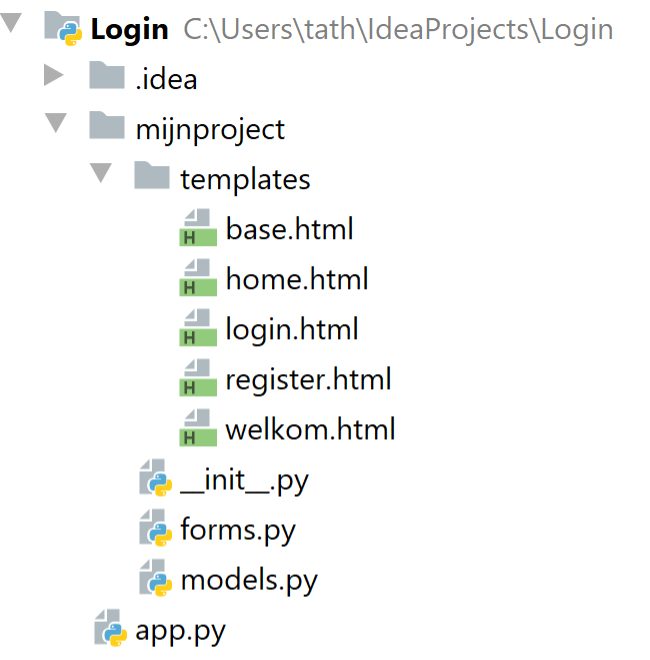 Login C:\Users\tath\IdeaProjects\Login
.idea
mijnproject
templates
H base.html
H home.html
H login.html
H register.html
H welkom.html
__init__.py
forms.py
models.py
app.py